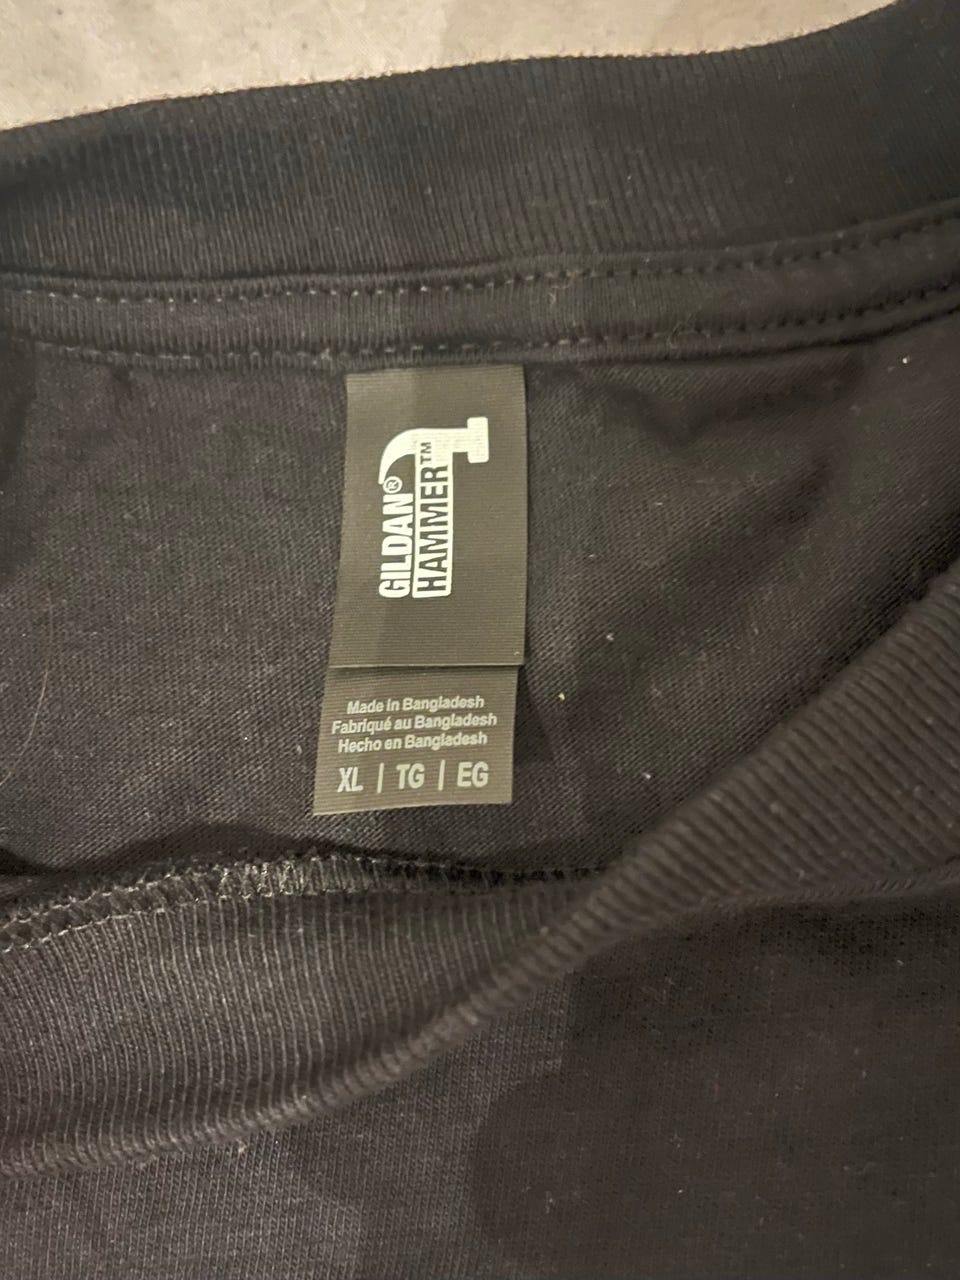 GILDAN®
HAMMER™
Made in Bangladesh
Fabriqué au Bangladesh
Hecho en Bangladesh
XL | TG | EG